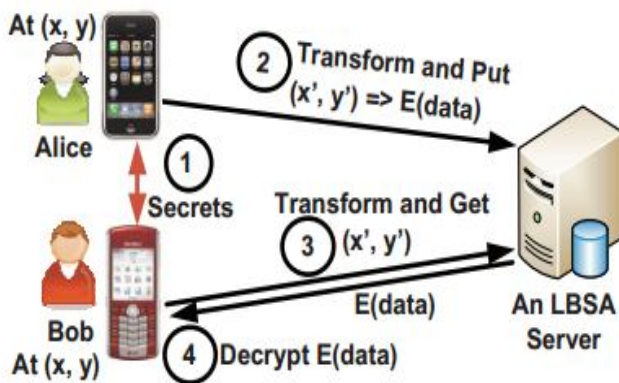 At (x, y)
Alice
1
Secrets
2
Transform and Put
(x', y') => E(data)
Transform and Get
3
(x', y')
E(data)
An LBSA
Server
Bob
At (x, y)
4
Decrypt E(data)